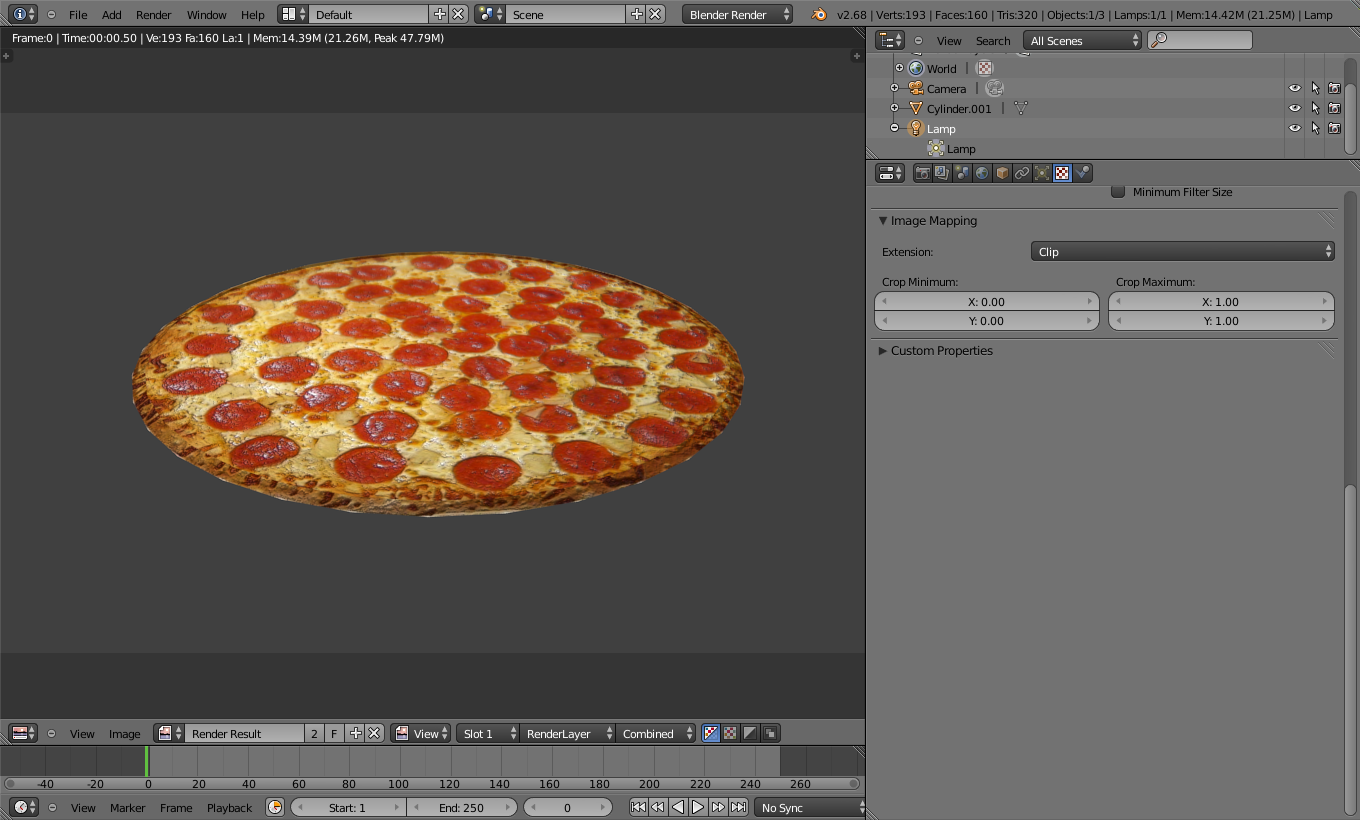 File Add Render Window Help Default Scene Blender Render v2.68 | Verts:193 | Faces:160 | Tris:320 | Objects:1/3 | Lamps:1/1 | Mem:14.42M (21.25M) | Lamp
Frame:0 | Time:00:00.50 | Ve:193 Fa:160 La:1 | Mem:14.39M (21.26M, Peak 47.79M)
View Search All Scenes
World
Camera
Cylinder.001
Lamp
Lamp
Minimum Filter Size
Image Mapping
Extension: Clip
Crop Minimum: Crop Maximum:
X: 0.00 X: 1.00
Y: 0.00 Y: 1.00
Custom Properties
View Image Render Result 2 F View Slot 1 RenderLayer Combined
-40 -20 0 20 40 60 80 100 120 140 160 180 200 220 240 260
View Marker Frame Playback Start: 1 End: 250 0 No Sync